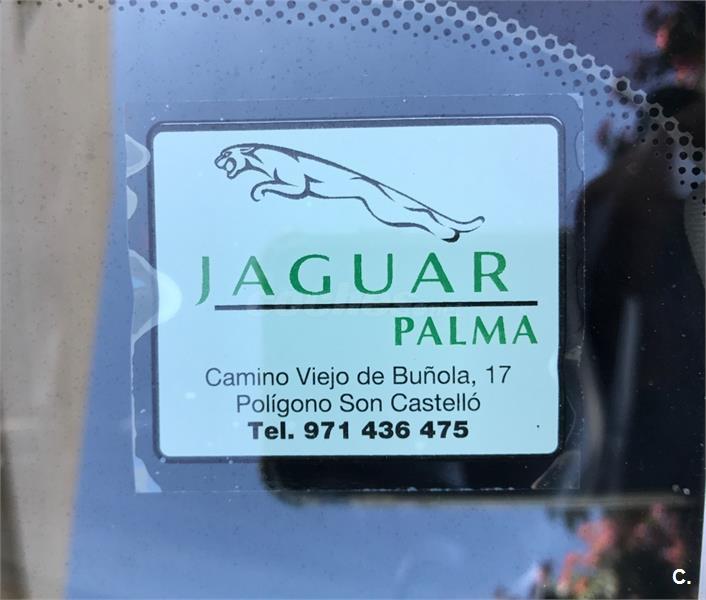 JAGUAR
PALMA
Camino Viejo de Buñola, 17
Polígono Son Castelló
Tel. 971 436 475
C.